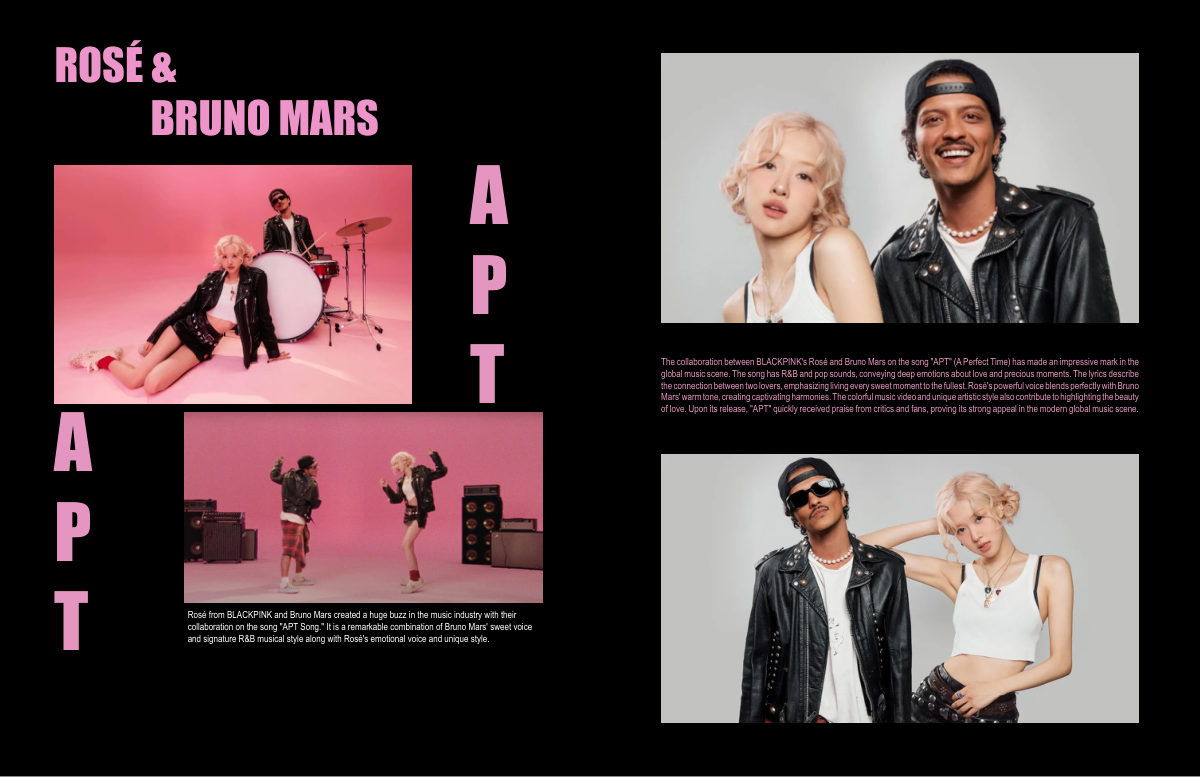 ROSÉ &
BRUNO MARS
A
P
T
A
P
T
Rosé from BLACKPINK and Bruno Mars created a huge buzz in the music industry with their
collaboration on the song "APT Song." It is a remarkable combination of Bruno Mars' sweet voice
and signature R&B musical style along with Rosé's emotional voice and unique style.
The collaboration between BLACKPINK's Rosé and Bruno Mars on the song "APT" (A Perfect Time) has made an impressive mark in the
global music scene. The song has R&B and pop sounds, conveying deep emotions about love and precious moments. The lyrics describe
the connection between two lovers, emphasizing living every sweet moment to the fullest. Rosé's powerful voice blends perfectly with Bruno
Mars' warm tone, creating captivating harmonies. The colorful music video and unique artistic style also contribute to highlighting the beauty
of love. Upon its release, "APT" quickly received praise from critics and fans, proving its strong appeal in the modern global music scene.